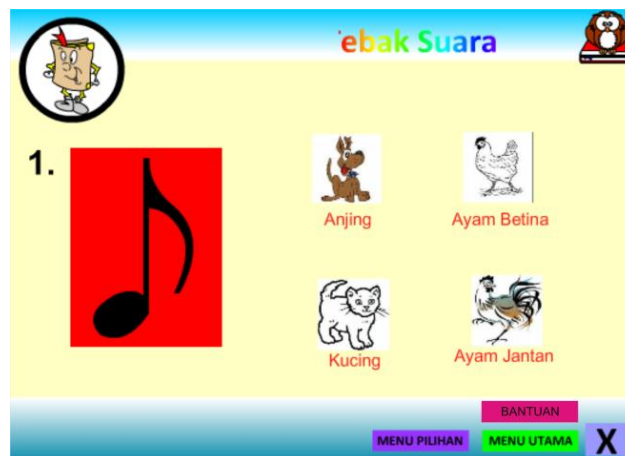 'ebak Suara
1.
Anjing
Ayam Betina
Kucing
Ayam Jantan
BANTUAN
MENU PILIHAN
MENU UTAMA
X